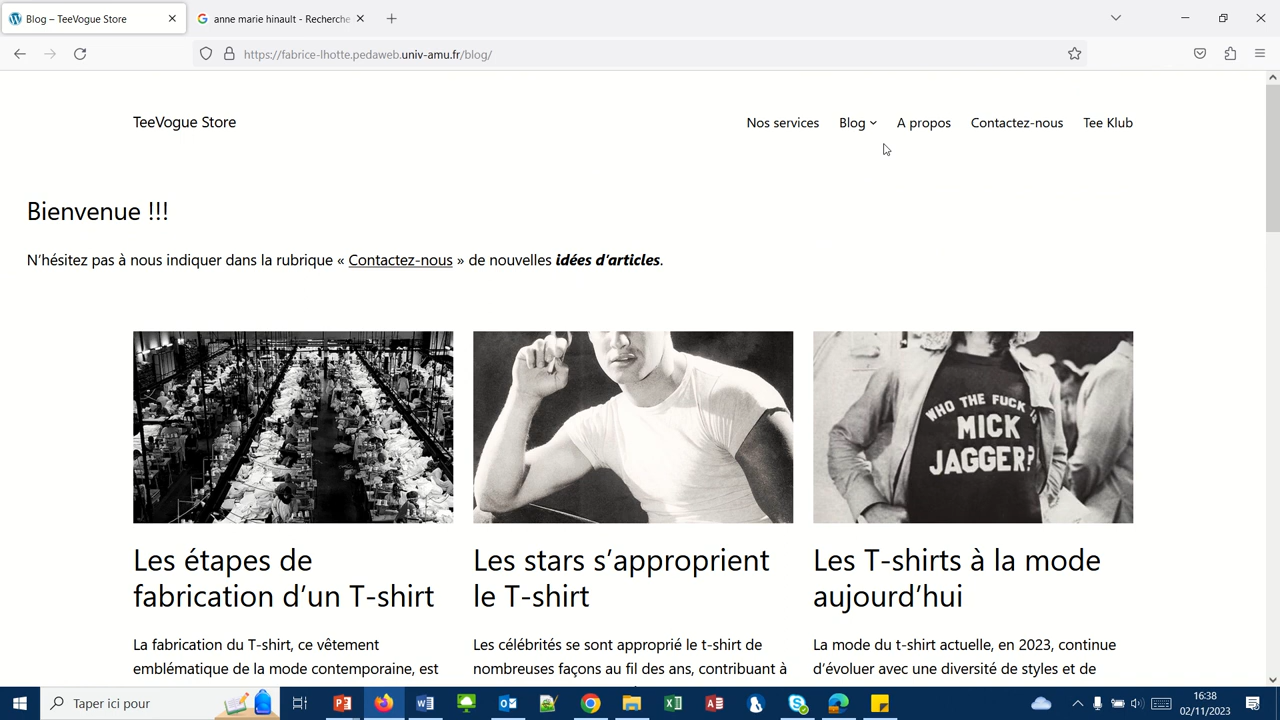 Blog – TeeVogue Store
anne marie hinault - Recherche
https://fabrice-lhotte.pedaweb.univ-amu.fr/blog/
TeeVogue Store
Nos services Blog A propos Contactez-nous Tee Klub
Bienvenue !!!
N'hésitez pas à nous indiquer dans la rubrique « Contactez-nous » de nouvelles idées d'articles.
WHO THE FUCK IS
MICK
JAGGER?
Les étapes de
fabrication d'un T-shirt
La fabrication du T-shirt, ce vêtement
emblématique de la mode contemporaine, est
Les stars s'approprient
le T-shirt
Les célébrités se sont approprié le t-shirt de
nombreuses façons au fil des ans, contribuant à
Les T-shirts à la mode
aujourd'hui
La mode du t-shirt actuelle, en 2023, continue
d'évoluer avec une diversité de styles et de
Taper ici pour
16:38
02/11/2023